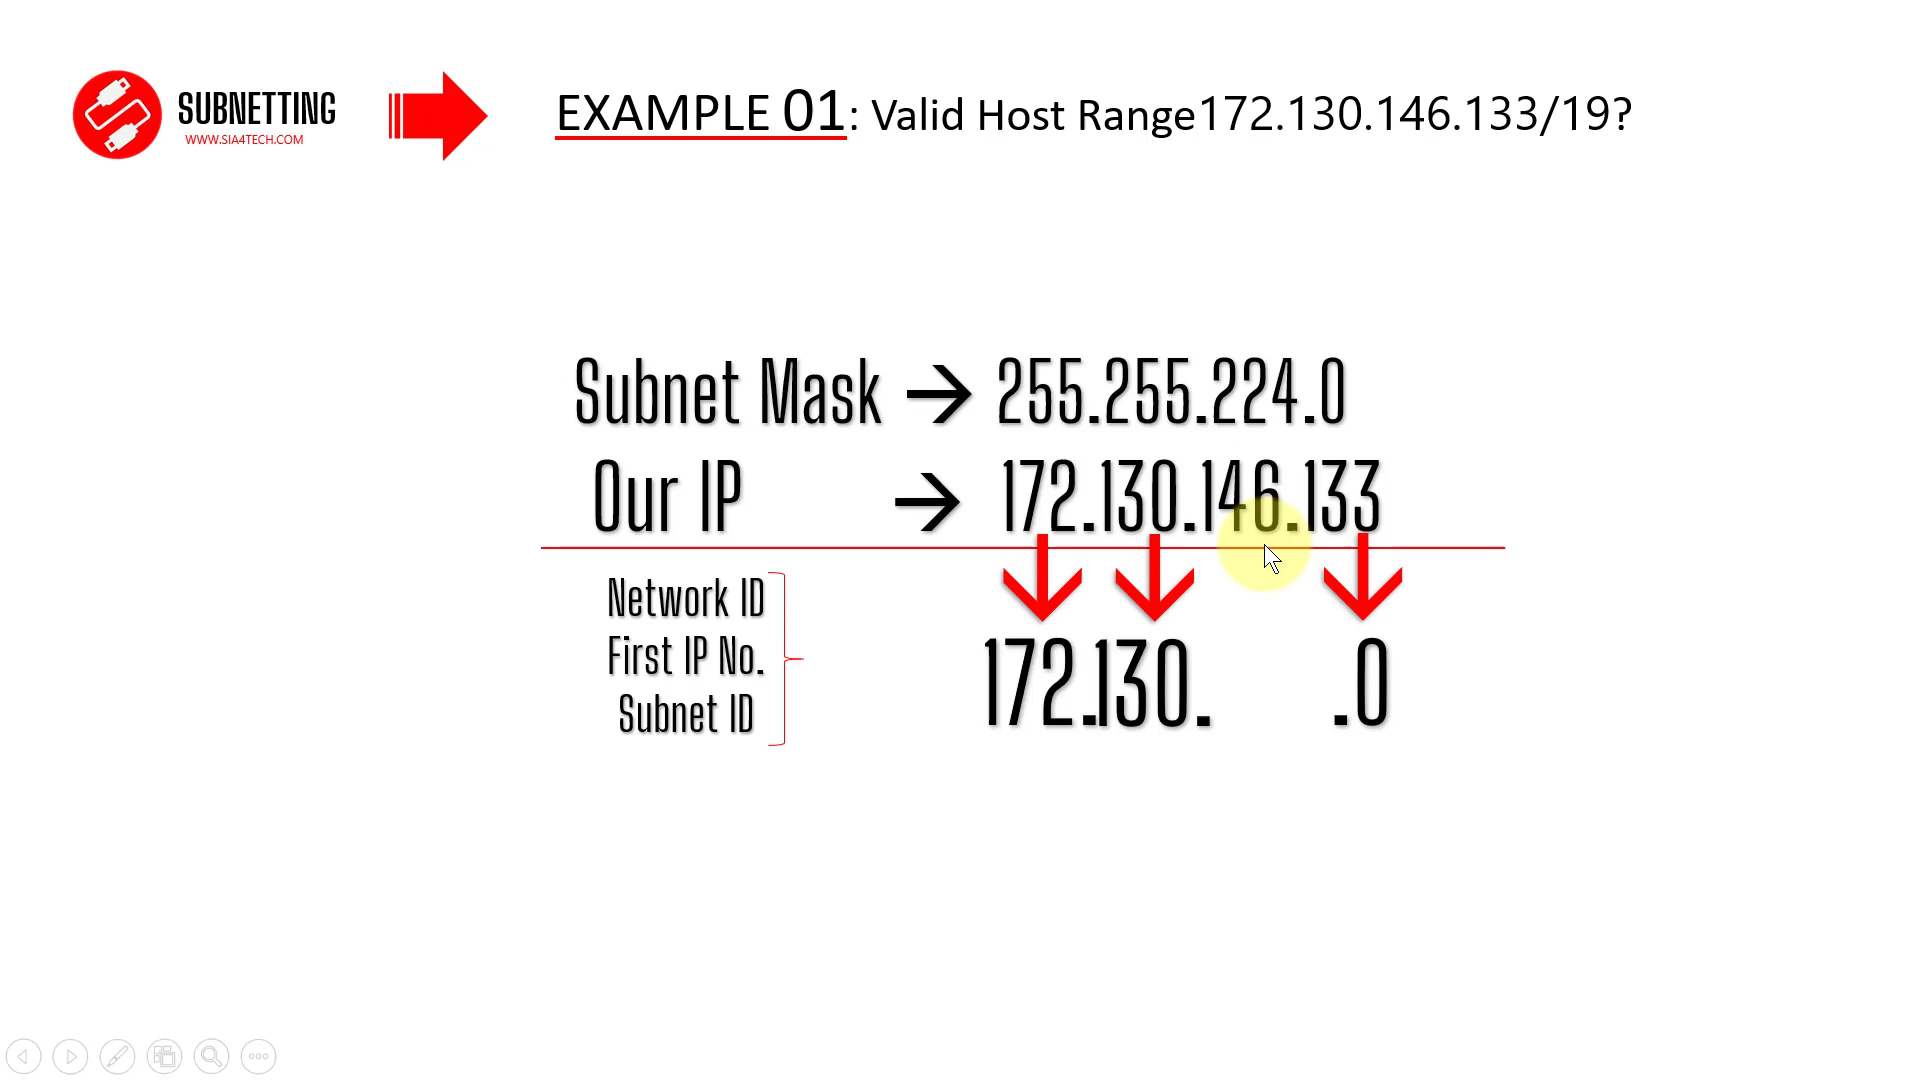 SUBNETTING
WWW.SIA4TECH.COM
EXAMPLE 01: Valid Host Range172.130.146.133/19?
Subnet Mask → 255.255.224.0
Our IP → 172.130.146.133
Network ID
First IP No.
Subnet ID
172.130. .0